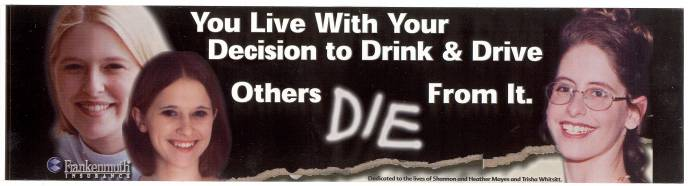 You Live With Your
Decision to Drink & Drive
Others DIE From It.
Frankenmuth
INSURANCE
Dedicated to the lives of Shannon and Heather Mayes and Trisha Whitsitt.